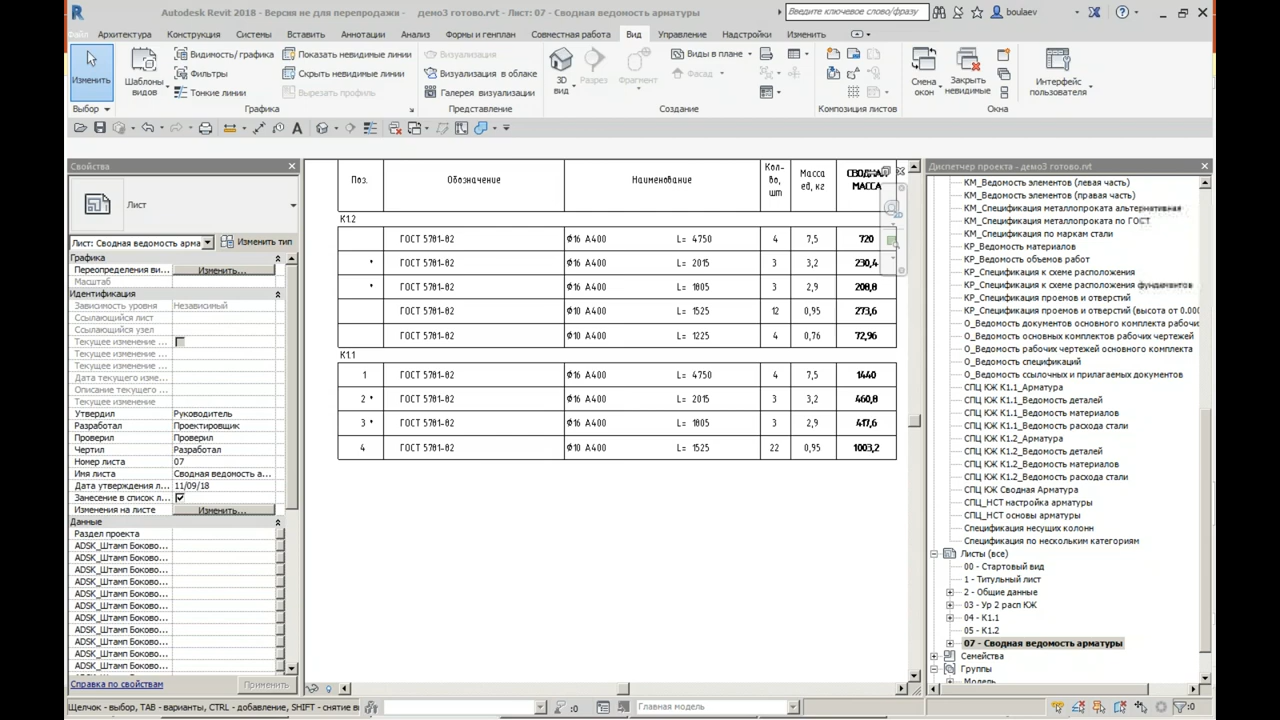 Autodesk Revit 2018 - Версия не для перепродажи - демо3 готово.rvt - Лист: 07 - Сводная ведомость арматуры
Введите ключевое слово/фразу
boulaev
Файл Архитектура Конструкция Системы Вставить Аннотации Анализ Формы и генплан Совместная работа Вид Управление Надстройки Изменить
Изменить
Выбор
Шаблоны видов
Видимость/графика
Фильтры
Тонкие линии
Показать невидимые линии
Скрыть невидимые линии
Вырезать профиль
Графика
Визуализация
Визуализация в облаке
Галерея визуализации
Представление
3D вид
Разрез
Фрагмент
Виды в плане
Фасад
Создание
Композиция листов
Смена окон
Закрыть невидимые
Окна
Интерфейс пользователя
Свойства
Лист
Лист: Сводная ведомость арма
Изменить тип
Графика
Переопределения ви... Изменить...
Масштаб
Идентификация
Зависимость уровня Независимый
Ссылающийся лист
Ссылающийся узел
Текущее изменение ...
Текущее изменение ...
Текущее изменение ...
Дата текущего изме...
Описание текущего ...
Текущее изменение
Утвердил Руководитель
Разработал Проектировщик
Проверил Проверил
Чертил Разработал
Номер листа 07
Имя листа Сводная ведомость а...
Дата утверждения л... 11/09/18
Занесение в список л...
Изменения на листе Изменить...
Данные
Раздел проекта
ADSK_Штамп Боково...
ADSK_Штамп Боково...
ADSK_Штамп Боково...
ADSK_Штамп Боково...
ADSK_Штамп Боково...
ADSK_Штамп Боково...
ADSK_Штамп Боково...
ADSK_Штамп Боково...
ADSK_Штамп Боково...
ADSK_Штамп Боково...
ADSK_Штамп Боково...
Справка по свойствам
Применить
Поз. Обозначение Наименование Кол-во, шт Масса ед, кг СВОДНАЯ МАССА
К1.2
ГОСТ 5781-82 Ø16 А400 L= 4750 4 7,5 720
* ГОСТ 5781-82 Ø16 А400 L= 2015 3 3,2 230,4
* ГОСТ 5781-82 Ø16 А400 L= 1805 3 2,9 208,8
ГОСТ 5781-82 Ø10 А400 L= 1525 12 0,95 273,6
ГОСТ 5781-82 Ø10 А400 L= 1225 4 0,76 72,96
К1.1
1 ГОСТ 5781-82 Ø16 А400 L= 4750 4 7,5 1440
2 * ГОСТ 5781-82 Ø16 А400 L= 2015 3 3,2 460,8
3 * ГОСТ 5781-82 Ø16 А400 L= 1805 3 2,9 417,6
4 ГОСТ 5781-82 Ø10 А400 L= 1525 22 0,95 1003,2
Диспетчер проекта - демо3 готово.rvt
КМ_Ведомость элементов (левая часть)
КМ_Ведомость элементов (правая часть)
КМ_Спецификация металлопроката альтернативная
КМ_Спецификация металлопроката по ГОСТ
КМ_Спецификация по маркам стали
КР_Ведомость материалов
КР_Ведомость объемов работ
КР_Спецификация к схеме расположения
КР_Спецификация к схеме расположения фундаментов
КР_Спецификация проемов и отверстий
КР_Спецификация проемов и отверстий (высота от 0.000
О_Ведомость документов основного комплекта рабочи
О_Ведомость основных комплектов рабочих чертежей
О_Ведомость рабочих чертежей основного комплекта
О_Ведомость спецификаций
О_Ведомость ссылочных и прилагаемых документов
СПЦ КЖ К1.1_Арматура
СПЦ КЖ К1.1_Ведомость деталей
СПЦ КЖ К1.1_Ведомость материалов
СПЦ КЖ К1.1_Ведомость расхода стали
СПЦ КЖ К1.2_Арматура
СПЦ КЖ К1.2_Ведомость деталей
СПЦ КЖ К1.2_Ведомость материалов
СПЦ КЖ К1.2_Ведомость расхода стали
СПЦ КЖ Сводная Арматура
СПЦ_НСТ настройка арматуры
СПЦ_НСТ основы арматуры
Спецификация несущих колонн
Спецификация по нескольким категориям
Листы (все)
00 - Стартовый вид
1 - Титульный лист
2 - Общие данные
03 - Ур 2 расп КЖ
04 - К1.1
05 - К1.2
07 - Сводная ведомость арматуры
Семейства
Группы
Модель
Щелчок - выбор, TAB - варианты, CTRL - добавление, SHIFT - снятие в
:0
Главная модель
:0